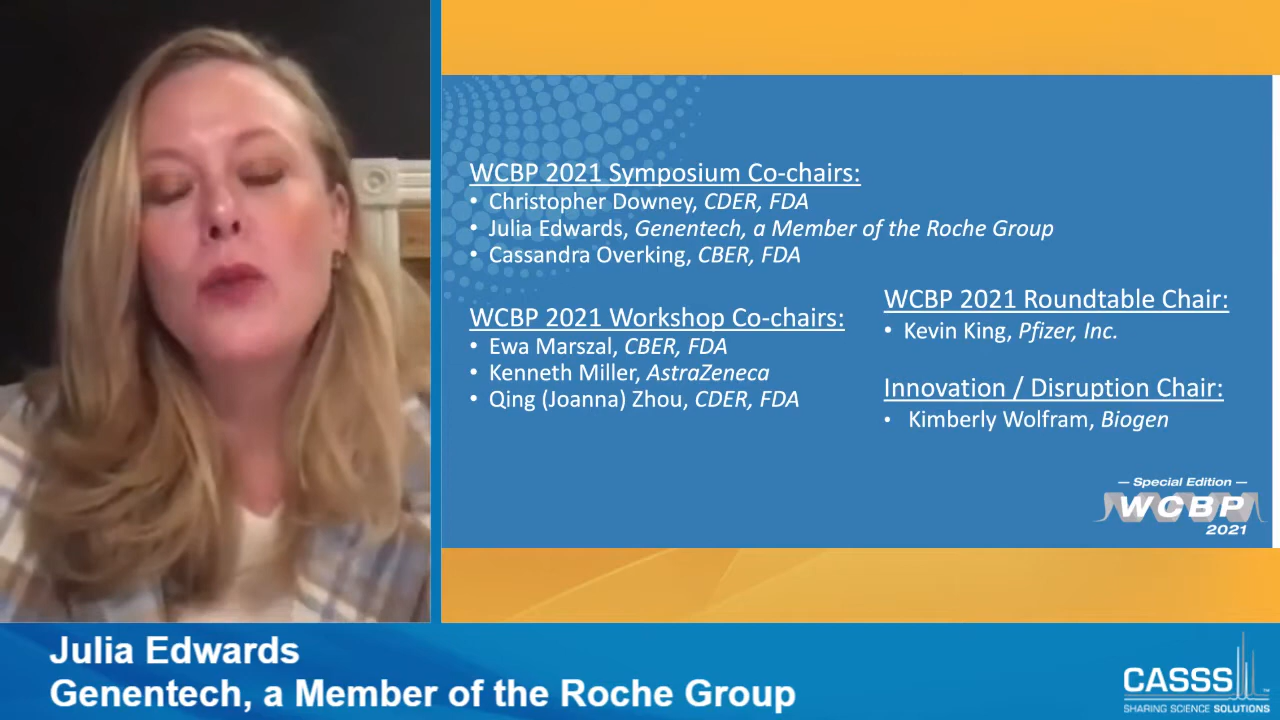 WCBP 2021 Symposium Co-chairs:
• Christopher Downey, CDER, FDA
• Julia Edwards, Genentech, a Member of the Roche Group
• Cassandra Overking, CBER, FDA
WCBP 2021 Workshop Co-chairs:
• Ewa Marszal, CBER, FDA
• Kenneth Miller, AstraZeneca
• Qing (Joanna) Zhou, CDER, FDA
WCBP 2021 Roundtable Chair:
• Kevin King, Pfizer, Inc.
Innovation / Disruption Chair:
• Kimberly Wolfram, Biogen
— Special Edition —
WCBP
2021
Julia Edwards
Genentech, a Member of the Roche Group
CASSS
SHARING SCIENCE SOLUTIONS